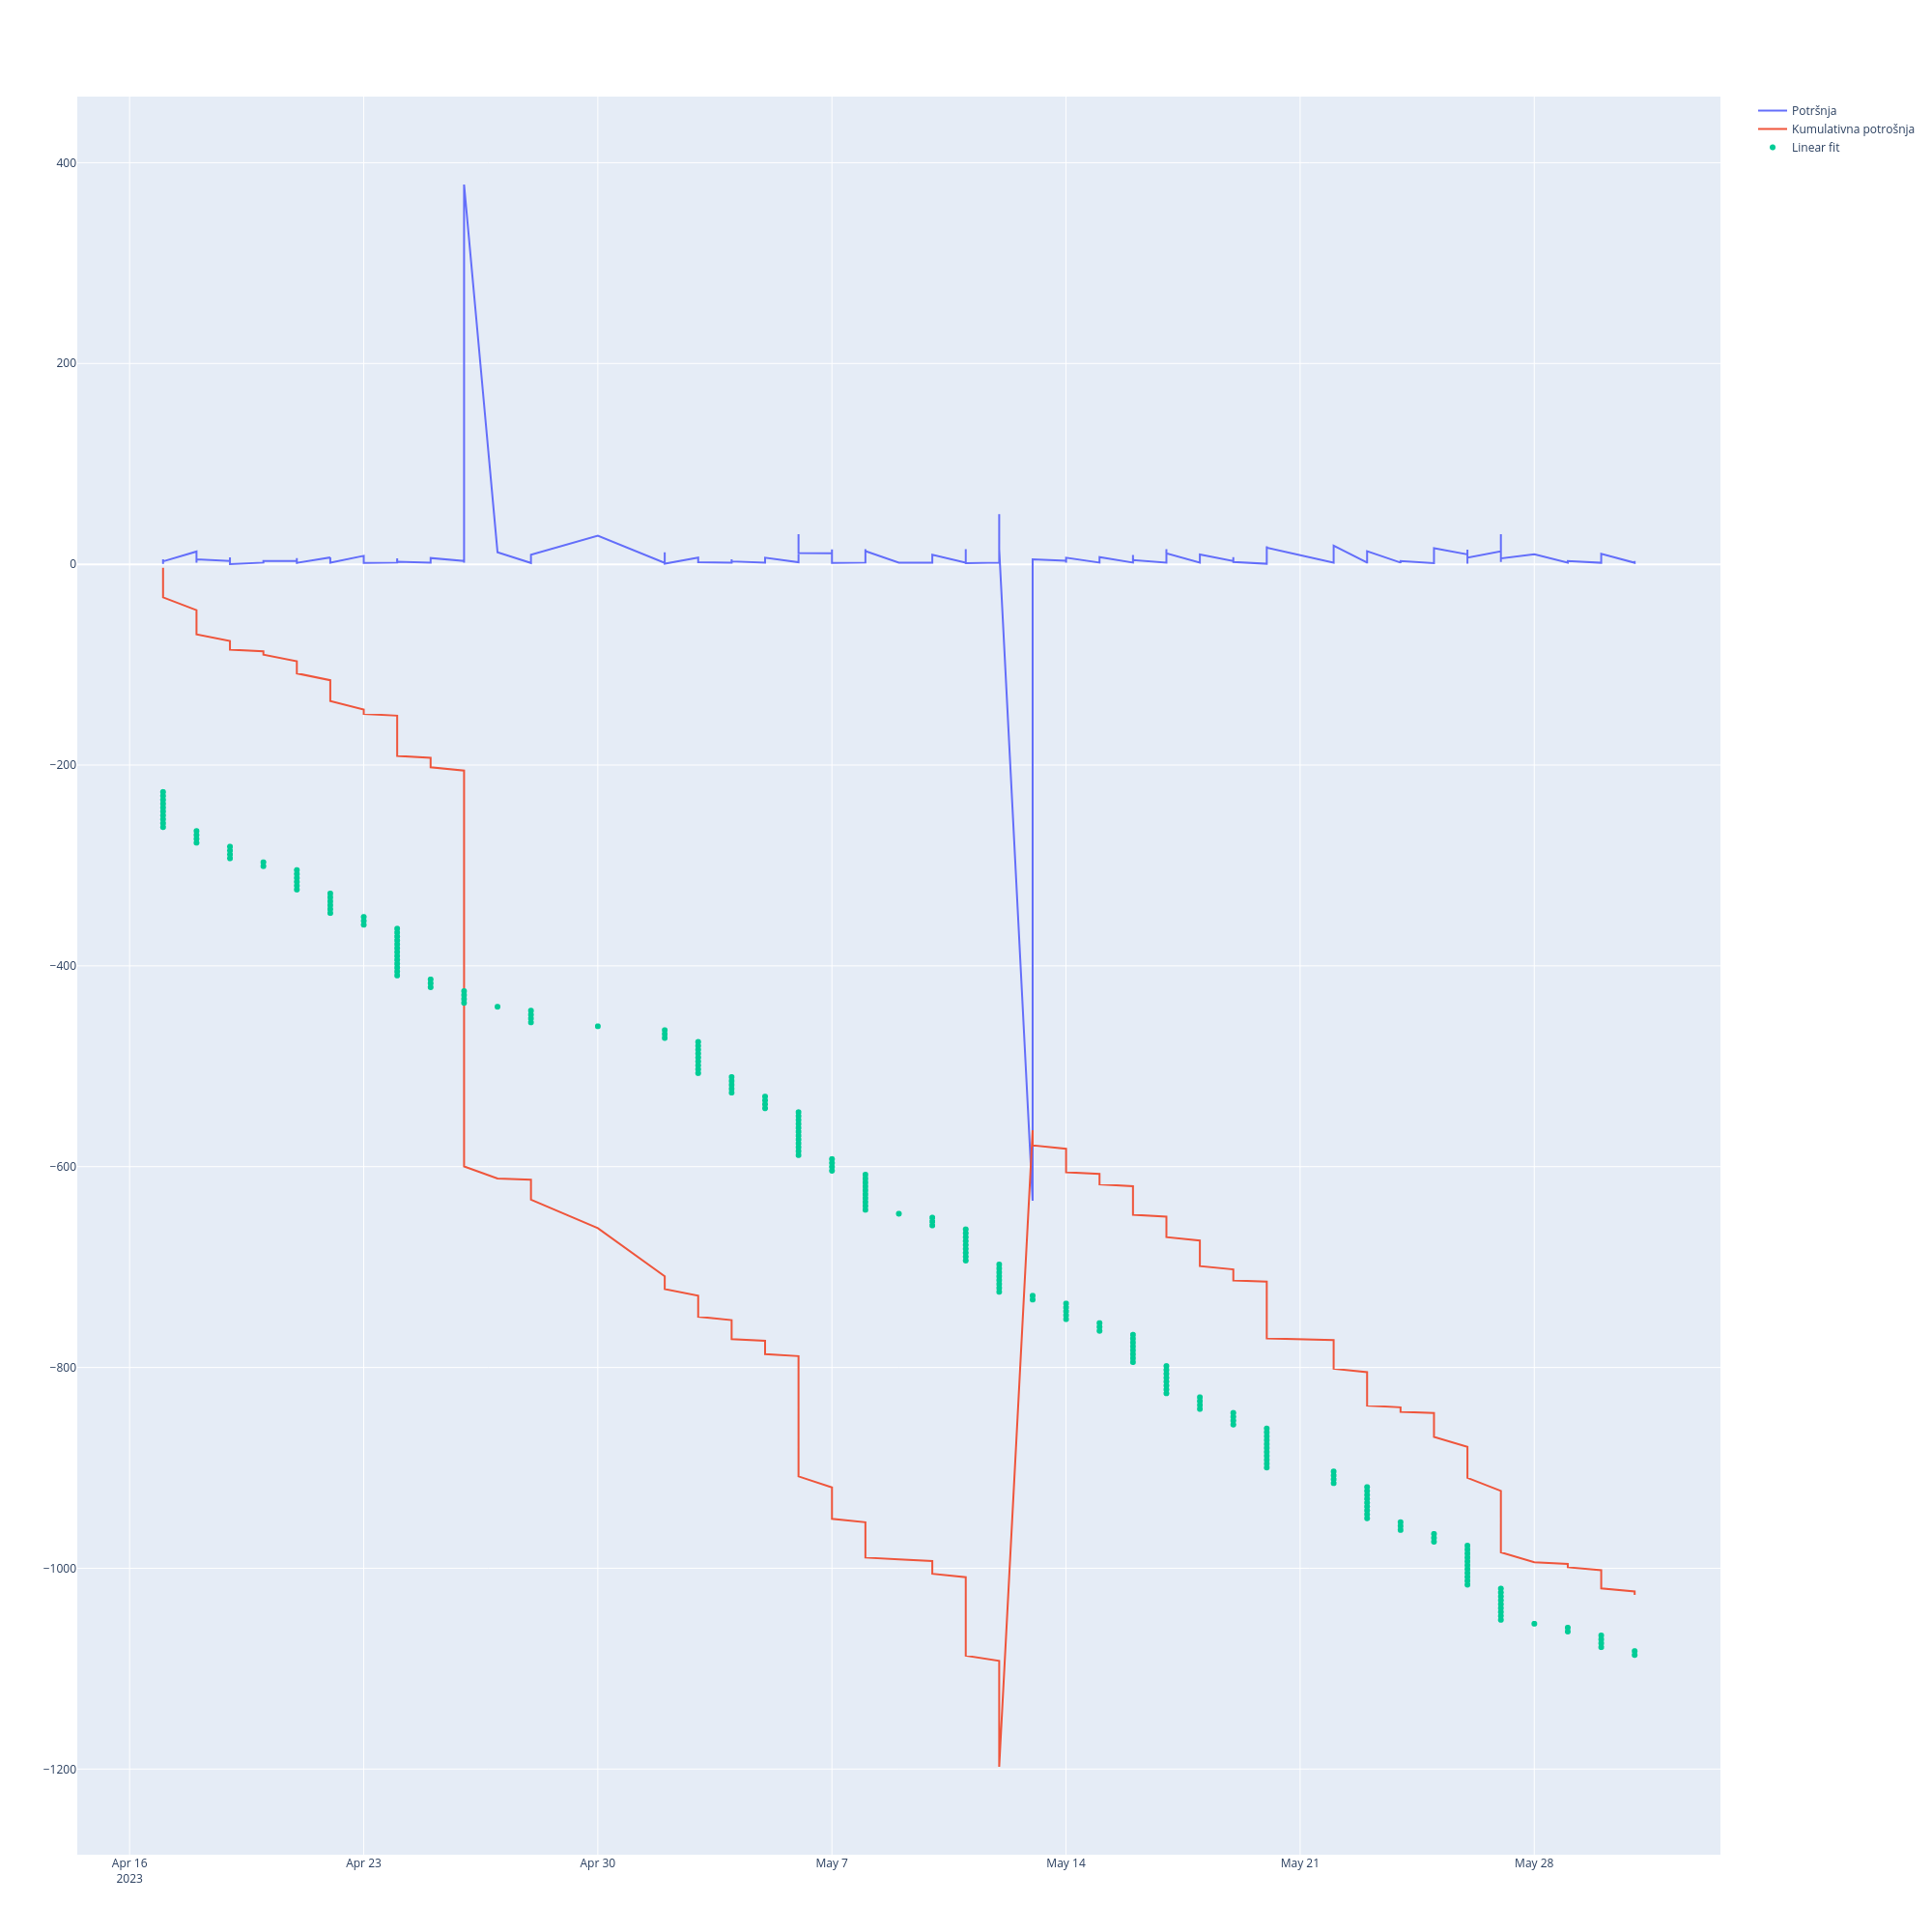 Potršnja
Kumulativna potrošnja
Linear fit
400
200
0
−200
−400
−600
−800
−1000
−1200
Apr 16
2023
Apr 23
Apr 30
May 7
May 14
May 21
May 28